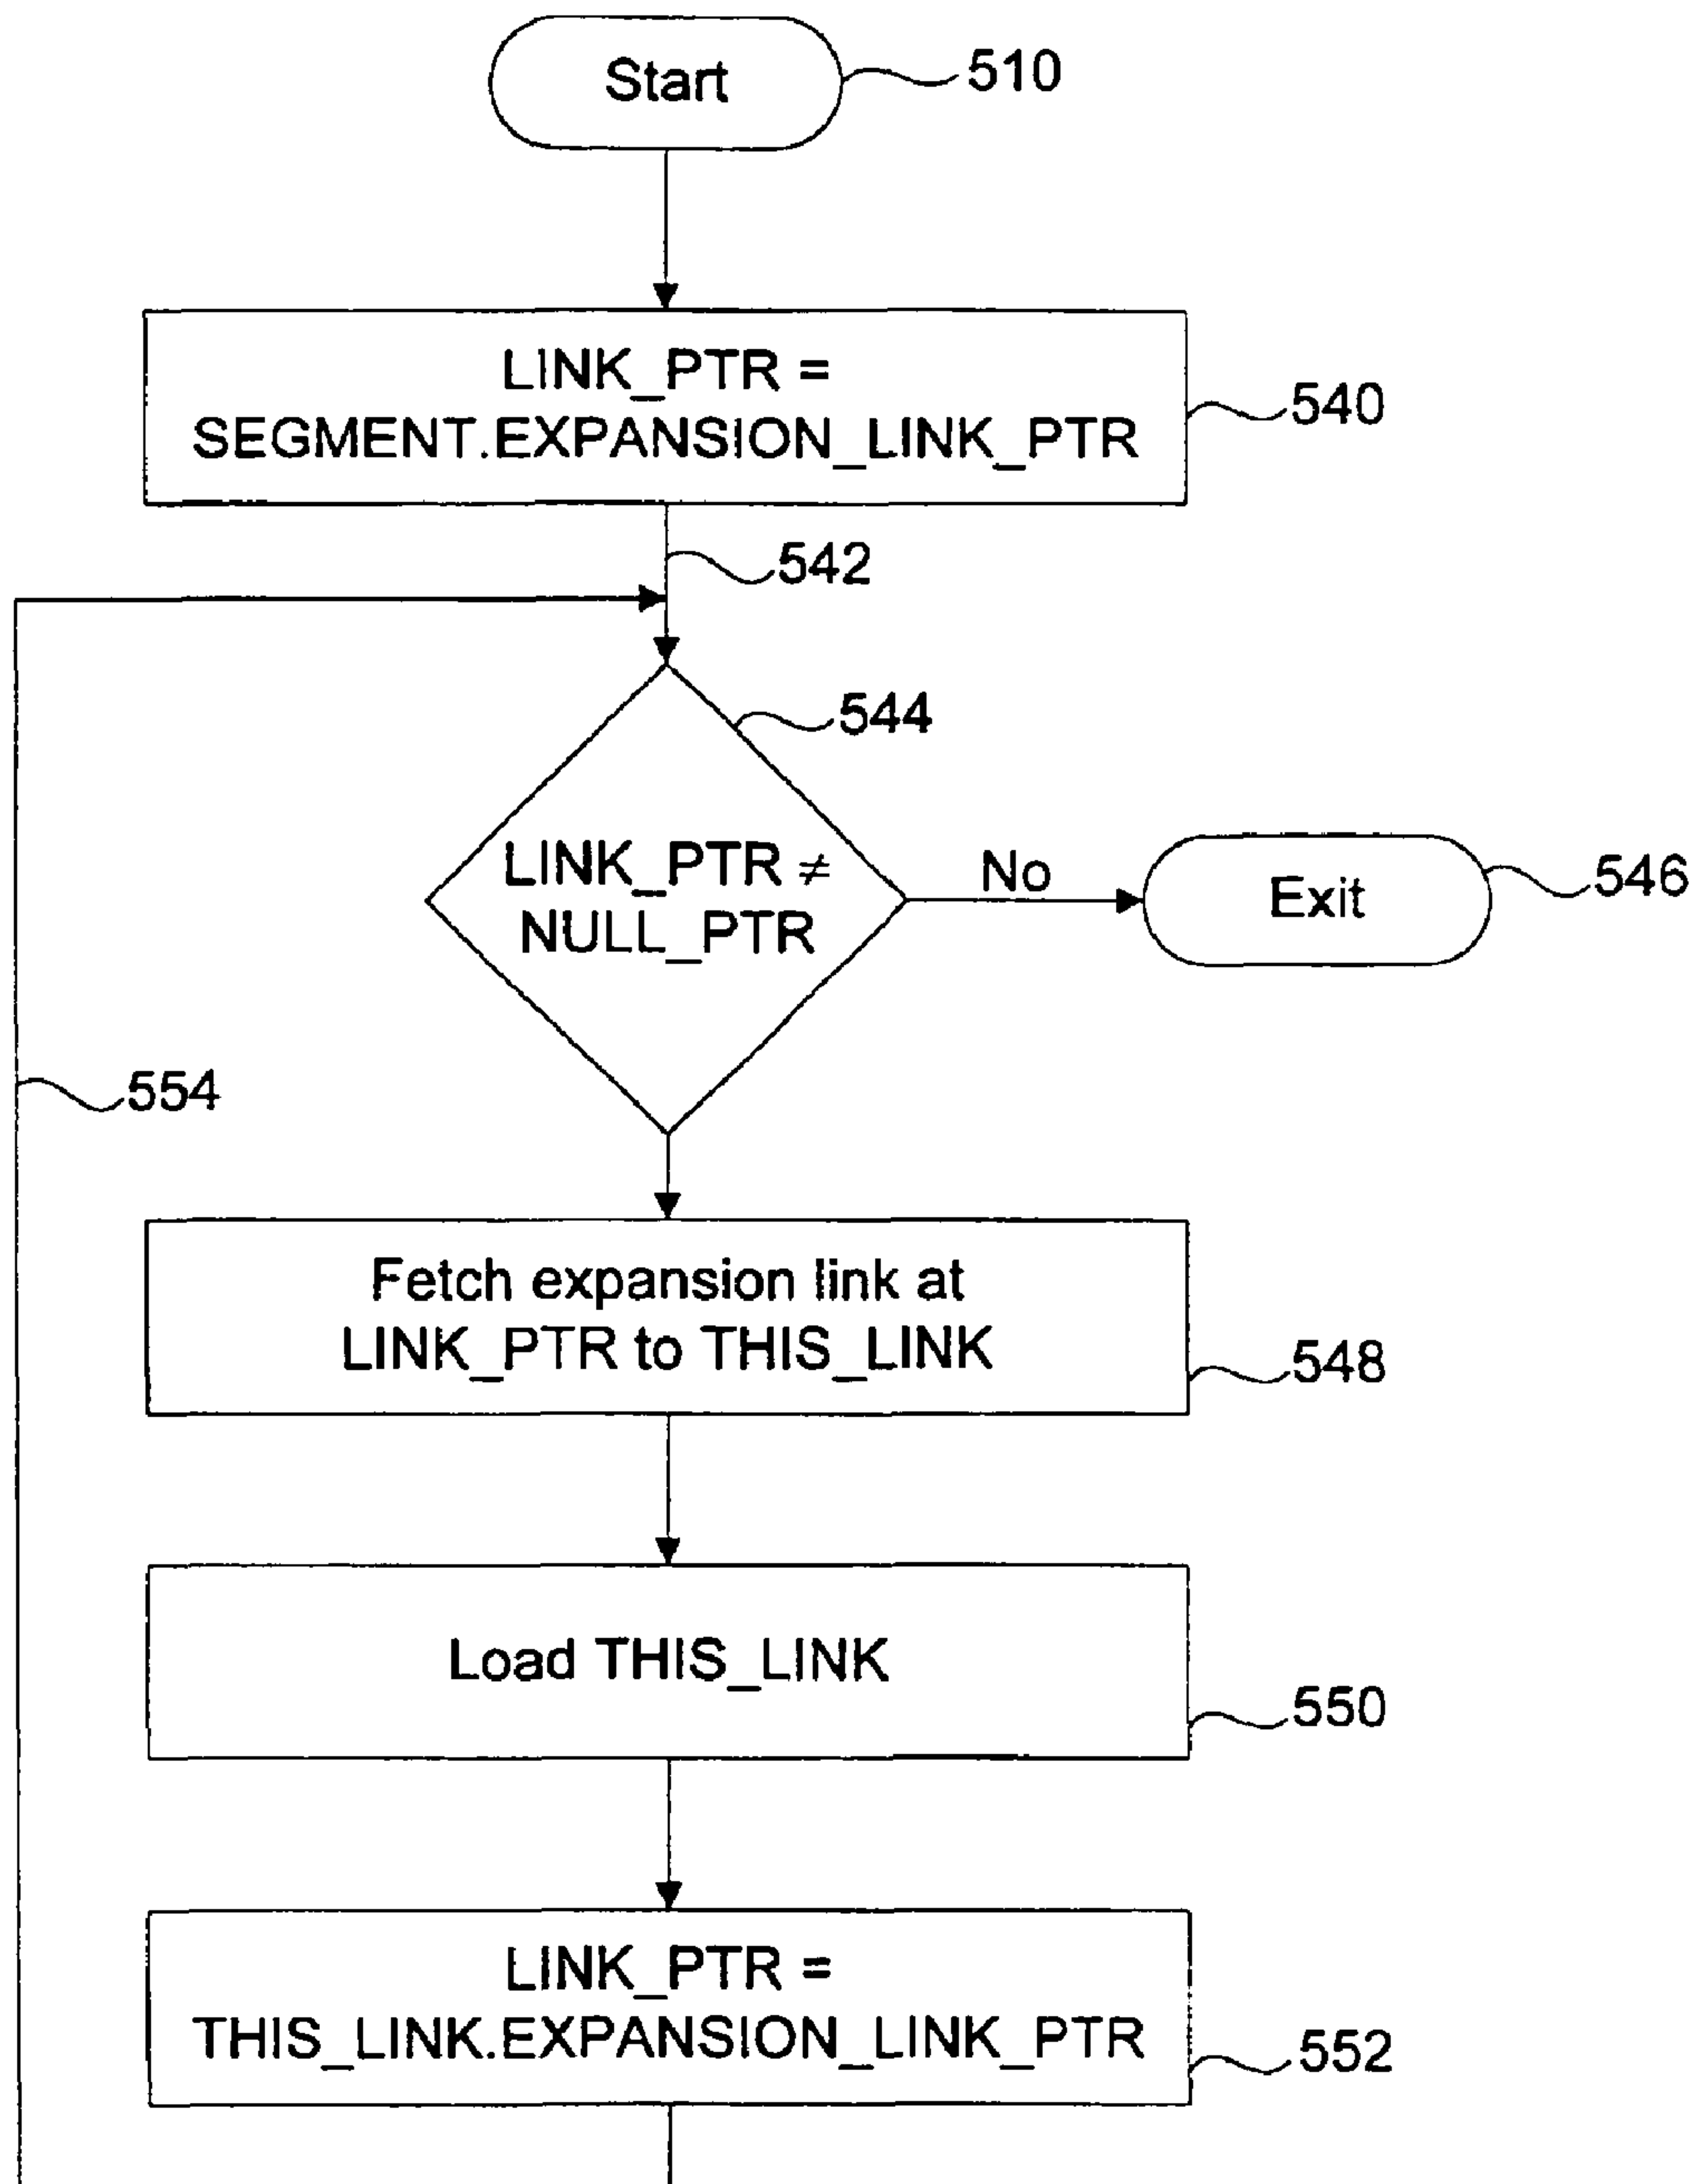 Start
510
LINK_PTR =
SEGMENT.EXPANSION_LINK_PTR
540
542
544
LINK_PTR ≠
NULL_PTR
No
Exit
546
554
Fetch expansion link at
LINK_PTR to THIS_LINK
548
Load THIS_LINK
550
LINK_PTR =
THIS_LINK.EXPANSION_LINK_PTR
552